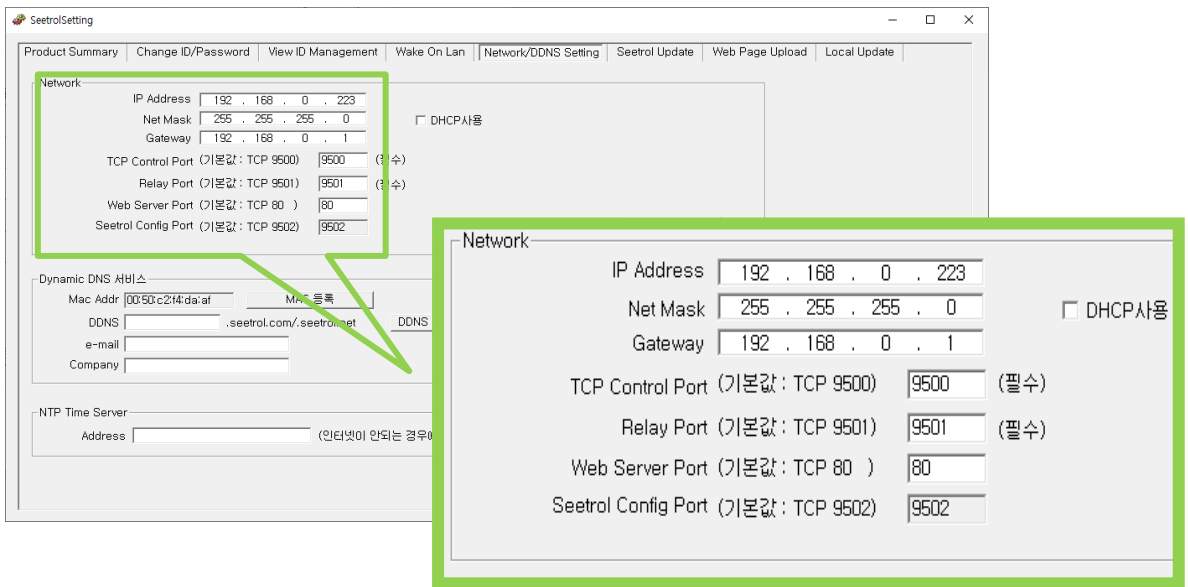 SeetrolSetting
Product Summary Change ID/Password View ID Management Wake On Lan Network/DDNS Setting Seetrol Update Web Page Upload Local Update
Network
IP Address 192 . 168 . 0 . 223
Net Mask 255 . 255 . 255 . 0 DHCP사용
Gateway 192 . 168 . 0 . 1
TCP Control Port (기본값 : TCP 9500) 9500 (필수)
Relay Port (기본값 : TCP 9501) 9501 (필수)
Web Server Port (기본값 : TCP 80 ) 80
Seetrol Config Port (기본값 : TCP 9502) 9502
Dynamic DNS 서비스
Mac Addr 00:50:c2:f4:da:af MAC 등록
DDNS .seetrol.com/.seetrol.net DDNS
e-mail
Company
NTP Time Server
Address (인터넷이 안되는
Network
IP Address 192 . 168 . 0 . 223
Net Mask 255 . 255 . 255 . 0 DHCP사용
Gateway 192 . 168 . 0 . 1
TCP Control Port (기본값 : TCP 9500) 9500 (필수)
Relay Port (기본값 : TCP 9501) 9501 (필수)
Web Server Port (기본값 : TCP 80 ) 80
Seetrol Config Port (기본값 : TCP 9502) 9502